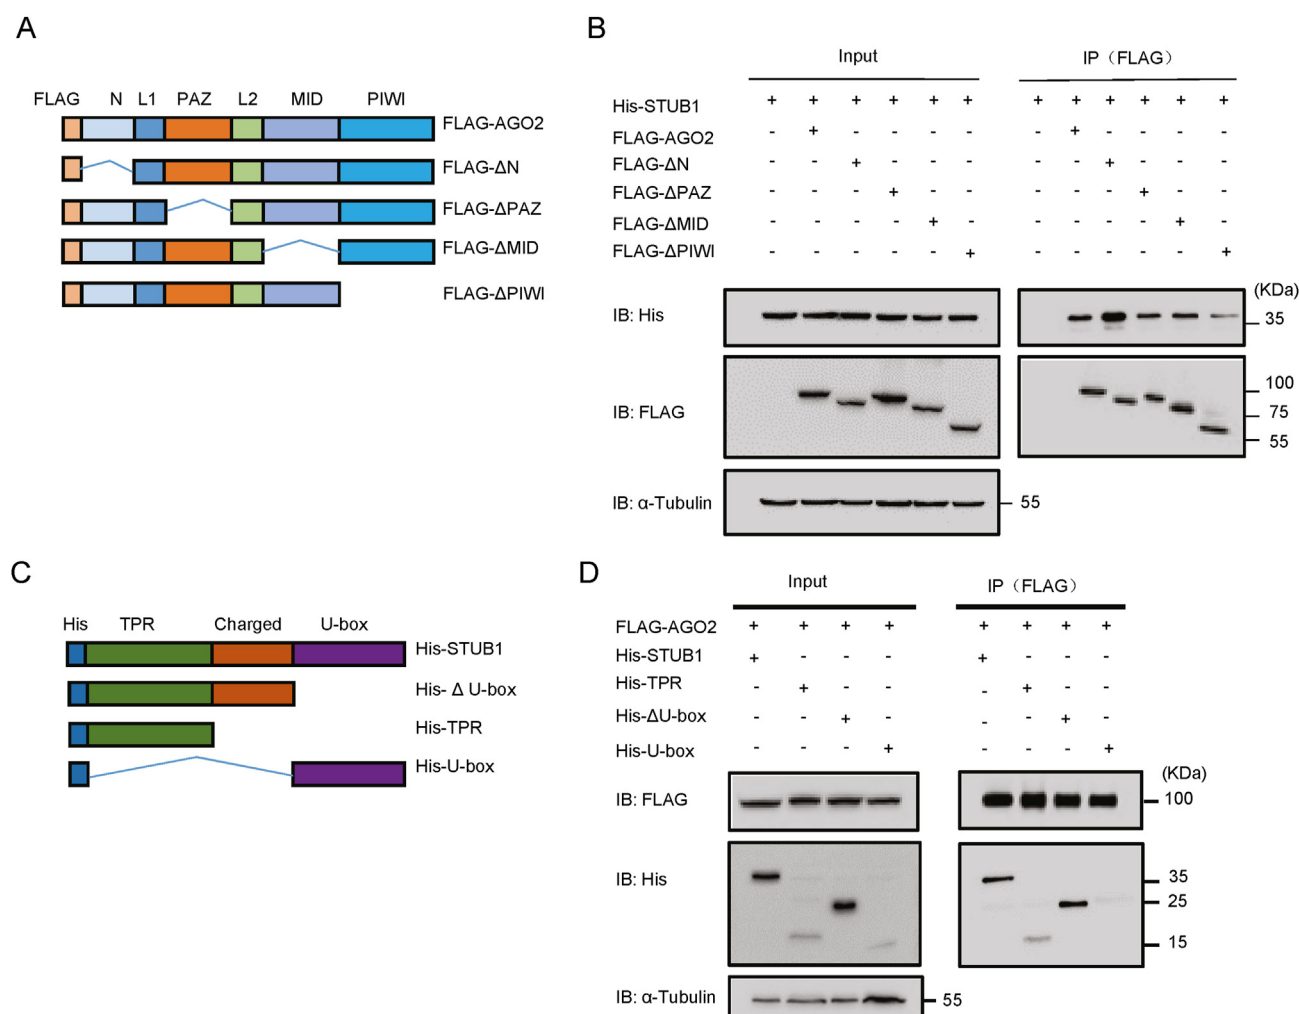 A
FLAG N L1 PAZ L2 MID PIWI
FLAG-AGO2
FLAG-ΔN
FLAG-ΔPAZ
FLAG-ΔMID
FLAG-ΔPIWI
B
Input IP（FLAG）
His-STUB1 + + + + + + + + + + + +
FLAG-AGO2 - + - - - - - + - - - -
FLAG-ΔN - - + - - - - - + - - -
FLAG-ΔPAZ - - - + - - - - - + - -
FLAG-ΔMID - - - - + - - - - - + -
FLAG-ΔPIWI - - - - - + - - - - - +
(KDa)
IB: His 35
IB: FLAG 100
75
55
IB: α-Tubulin 55
C
His TPR Charged U-box
His-STUB1
His- Δ U-box
His-TPR
His-U-box
D
Input IP（FLAG）
FLAG-AGO2 + + + + + + + +
His-STUB1 + - - - + - - -
His-TPR - + - - - + - -
His-ΔU-box - - + - - - + -
His-U-box - - - + - - - +
(KDa)
IB: FLAG 100
IB: His 35
25
15
IB: α-Tubulin 55